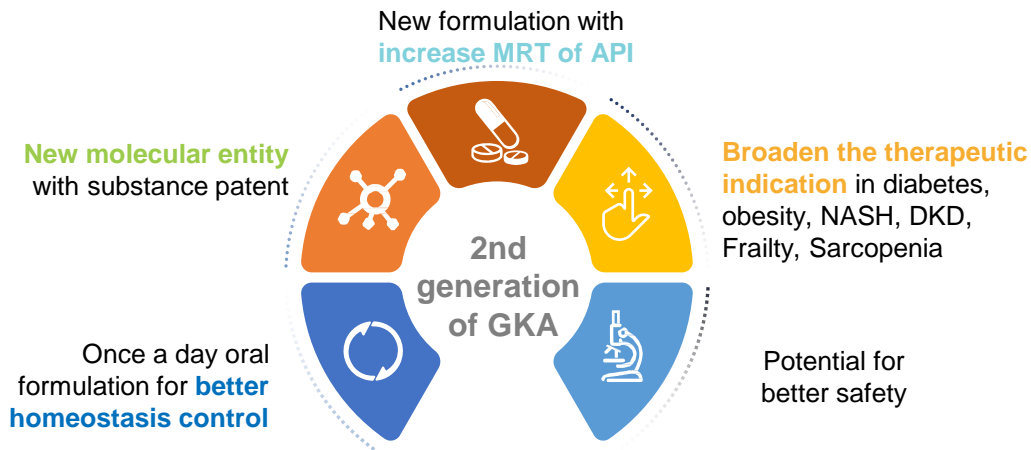 New formulation with
increase MRT of API
New molecular entity
with substance patent
Broaden the therapeutic
indication in diabetes,
obesity, NASH, DKD,
Frailty, Sarcopenia
2nd
generation
of GKA
Once a day oral
formulation for better
homeostasis control
Potential for
better safety